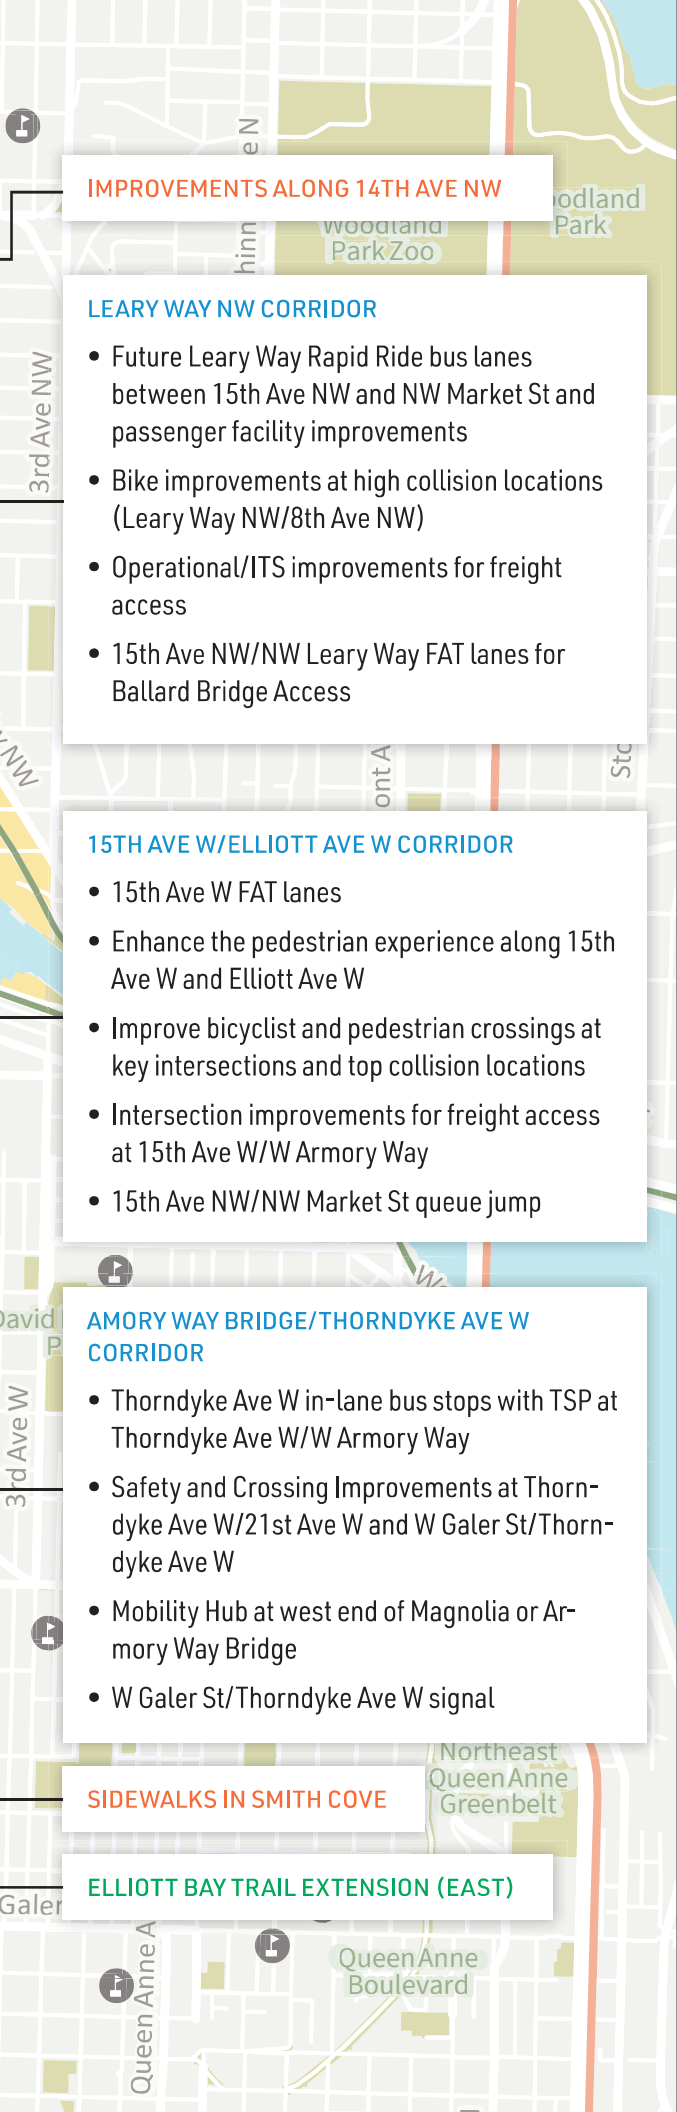 IMPROVEMENTS ALONG 14TH AVE NW
Woodland
Park Zoo
Park
LEARY WAY NW CORRIDOR
• Future Leary Way Rapid Ride bus lanes
between 15th Ave NW and NW Market St and
passenger facility improvements
• Bike improvements at high collision locations
(Leary Way NW/8th Ave NW)
• Operational/ITS improvements for freight
access
• 15th Ave NW/NW Leary Way FAT lanes for
Ballard Bridge Access
3rd Ave NW
NW
15TH AVE W/ELLIOTT AVE W CORRIDOR
• 15th Ave W FAT lanes
• Enhance the pedestrian experience along 15th
Ave W and Elliott Ave W
• Improve bicyclist and pedestrian crossings at
key intersections and top collision locations
• Intersection improvements for freight access
at 15th Ave W/W Armory Way
• 15th Ave NW/NW Market St queue jump
David
AMORY WAY BRIDGE/THORNDYKE AVE W
CORRIDOR
• Thorndyke Ave W in-lane bus stops with TSP at
Thorndyke Ave W/W Armory Way
• Safety and Crossing Improvements at Thorn-
dyke Ave W/21st Ave W and W Galer St/Thorn-
dyke Ave W
• Mobility Hub at west end of Magnolia or Ar-
mory Way Bridge
• W Galer St/Thorndyke Ave W signal
3rd Ave W
Northeast
Queen Anne
Greenbelt
SIDEWALKS IN SMITH COVE
ELLIOTT BAY TRAIL EXTENSION (EAST)
Galer
Queen Anne A
Queen Anne
Boulevard